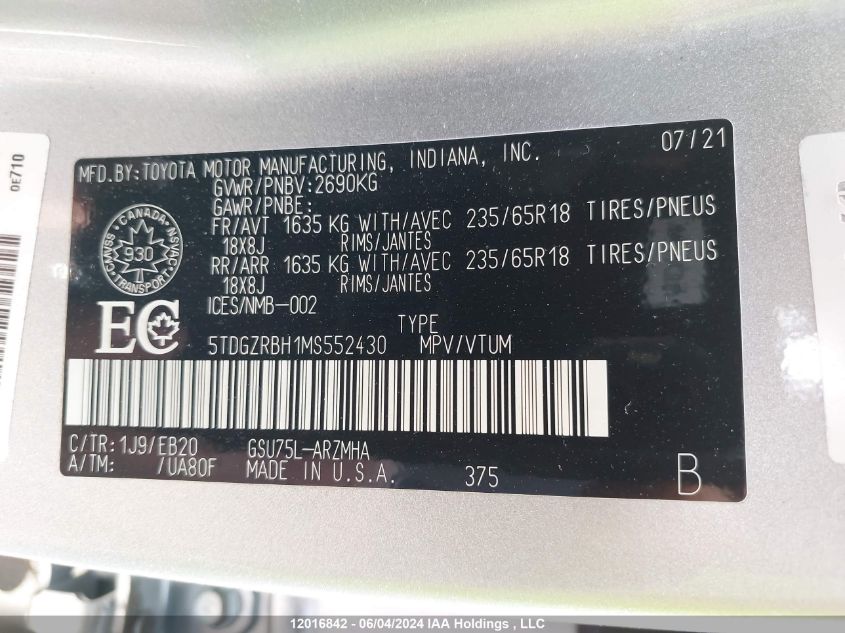 0E710
MFD.BY:TOYOTA MOTOR MANUFACTURING, INDIANA, INC. 07/21
GVWR/PNBV:2690KG
GAWR/PNBE:
FR/AVT 1635 KG WITH/AVEC 235/65R18 TIRES/PNEUS
18X8J RIMS/JANTES
RR/ARR 1635 KG WITH/AVEC 235/65R18 TIRES/PNEUS
18X8J RIMS/JANTES
ICES/NMB-002
CANADA
NSVAC
930
CMVSS
TRANSPORT
EC
TYPE
5TDGZRBH1MS552430 MPV/VTUM
C/TR:1J9/EB20 GSU75L-ARZMHA
A/TM: /UA80F MADE IN U.S.A. 375 B
12016842 - 06/04/2024 IAA Holdings , LLC